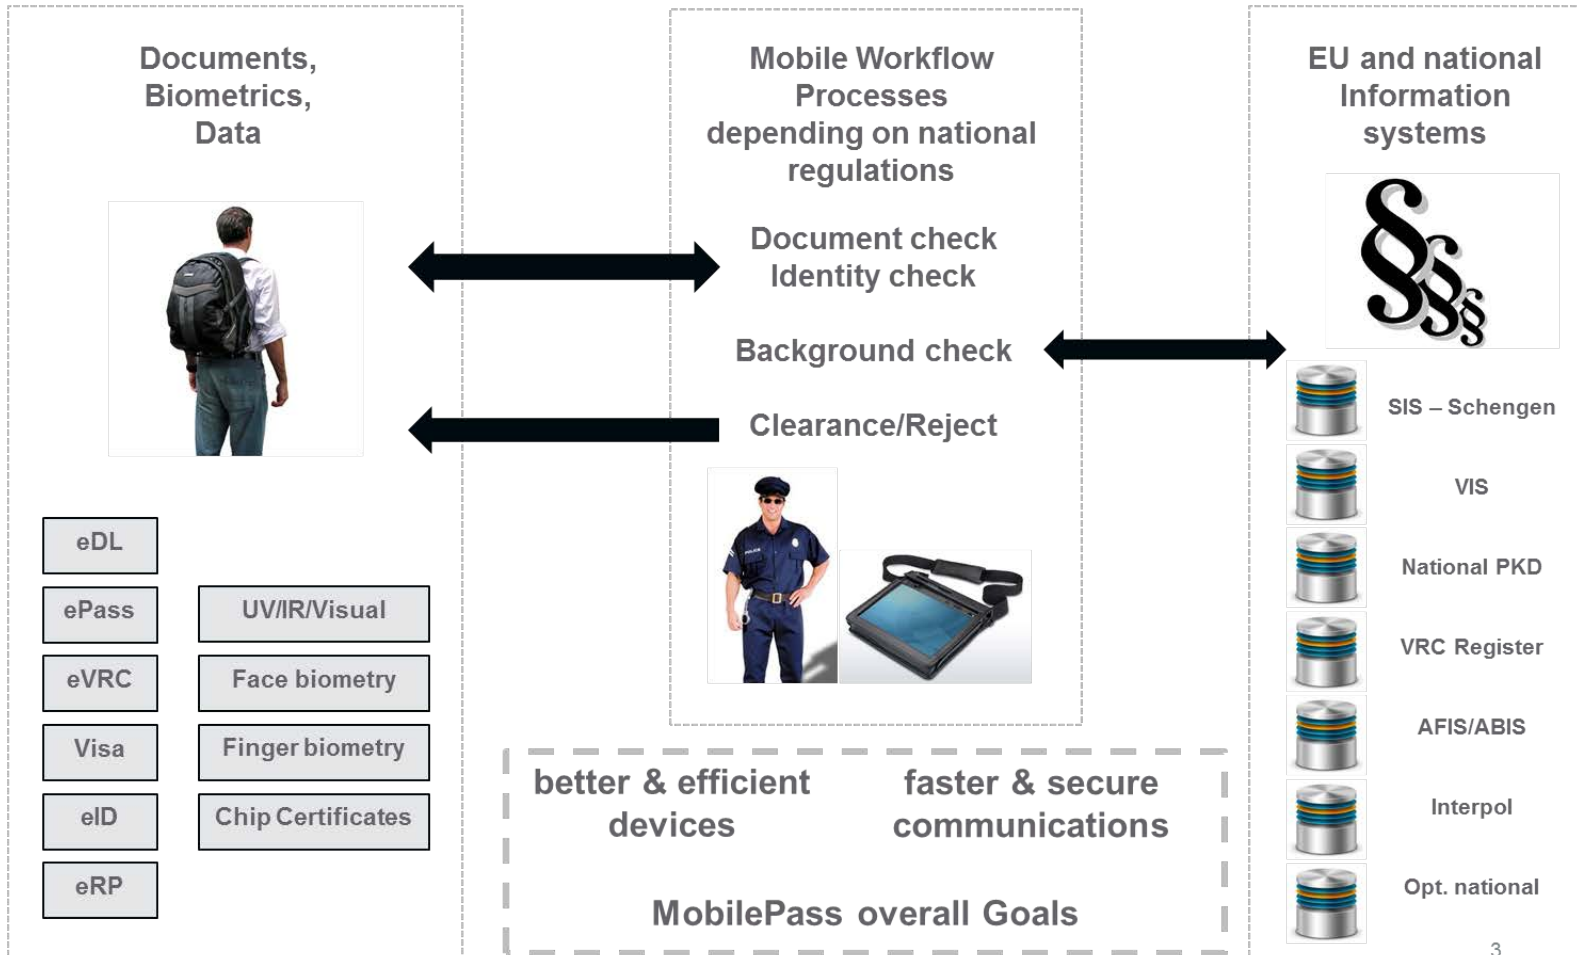 Documents,
Biometrics,
Data
eDL
ePass
eVRC
Visa
eID
eRP
UV/IR/Visual
Face biometry
Finger biometry
Chip Certificates
Mobile Workflow
Processes
depending on national
regulations
Document check
Identity check
Background check
Clearance/Reject
POLICE
better & efficient
devices
faster & secure
communications
MobilePass overall Goals
EU and national
Information
systems
§§§
SIS – Schengen
VIS
National PKD
VRC Register
AFIS/ABIS
Interpol
Opt. national
3